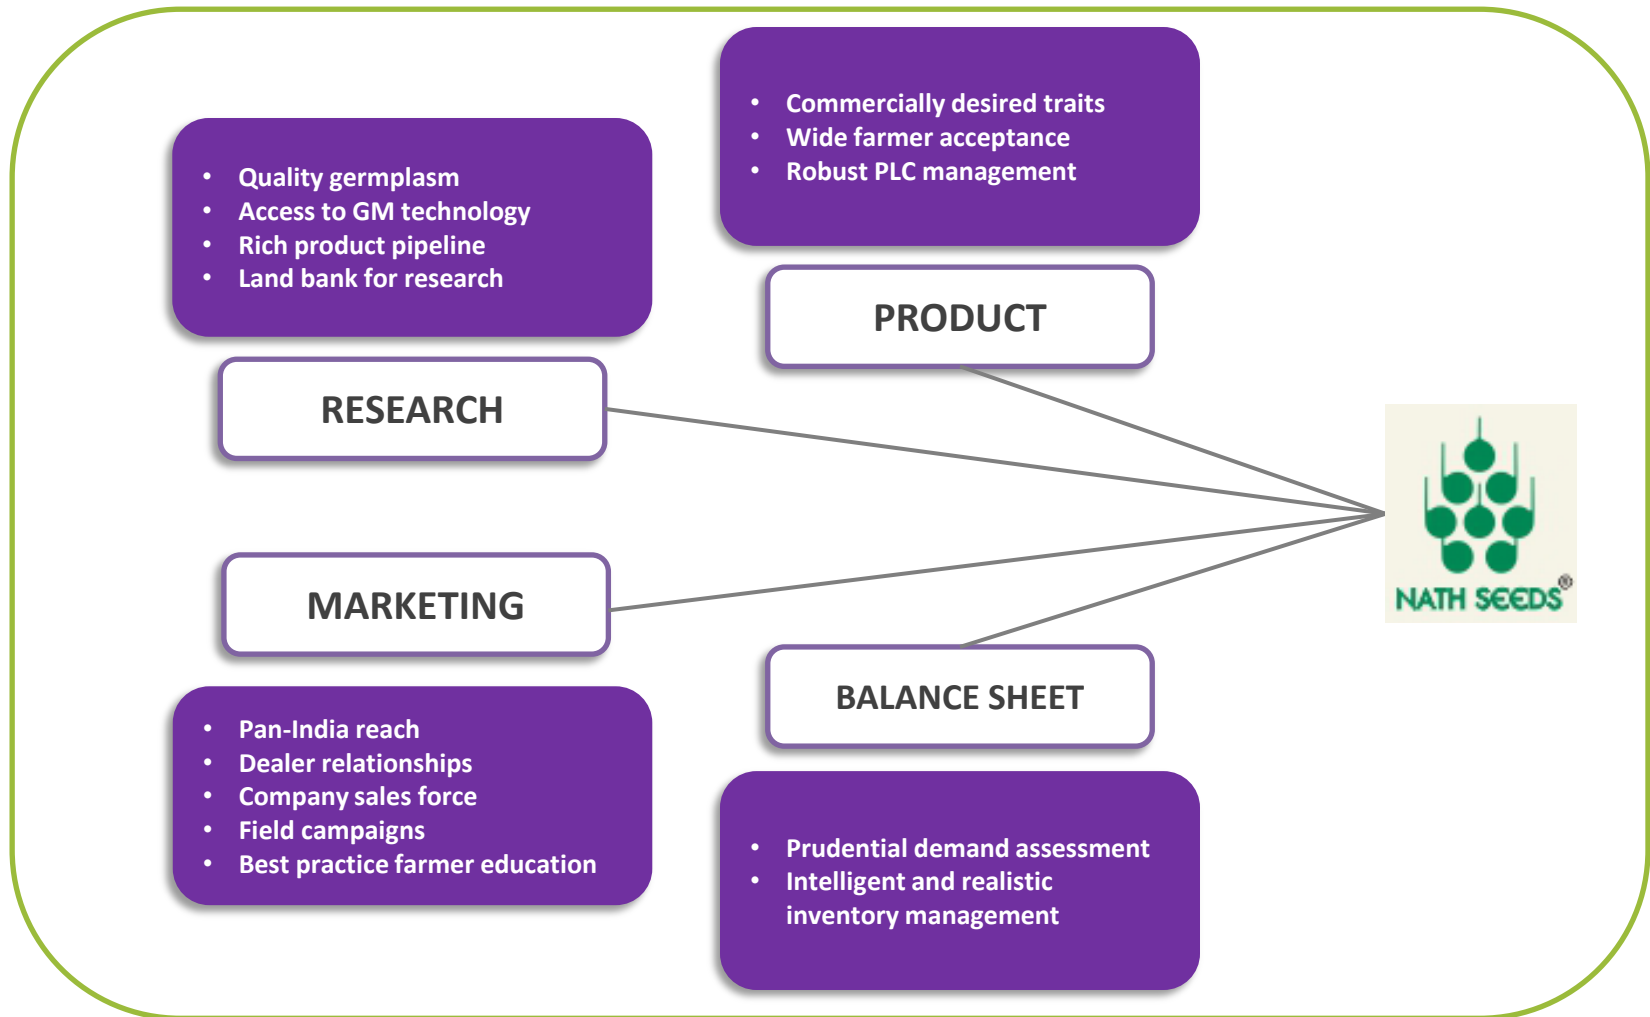 • Quality germplasm
• Access to GM technology
• Rich product pipeline
• Land bank for research
RESEARCH
• Commercially desired traits
• Wide farmer acceptance
• Robust PLC management
PRODUCT
MARKETING
• Pan-India reach
• Dealer relationships
• Company sales force
• Field campaigns
• Best practice farmer education
BALANCE SHEET
• Prudential demand assessment
• Intelligent and realistic
inventory management
NATH SEEDS®